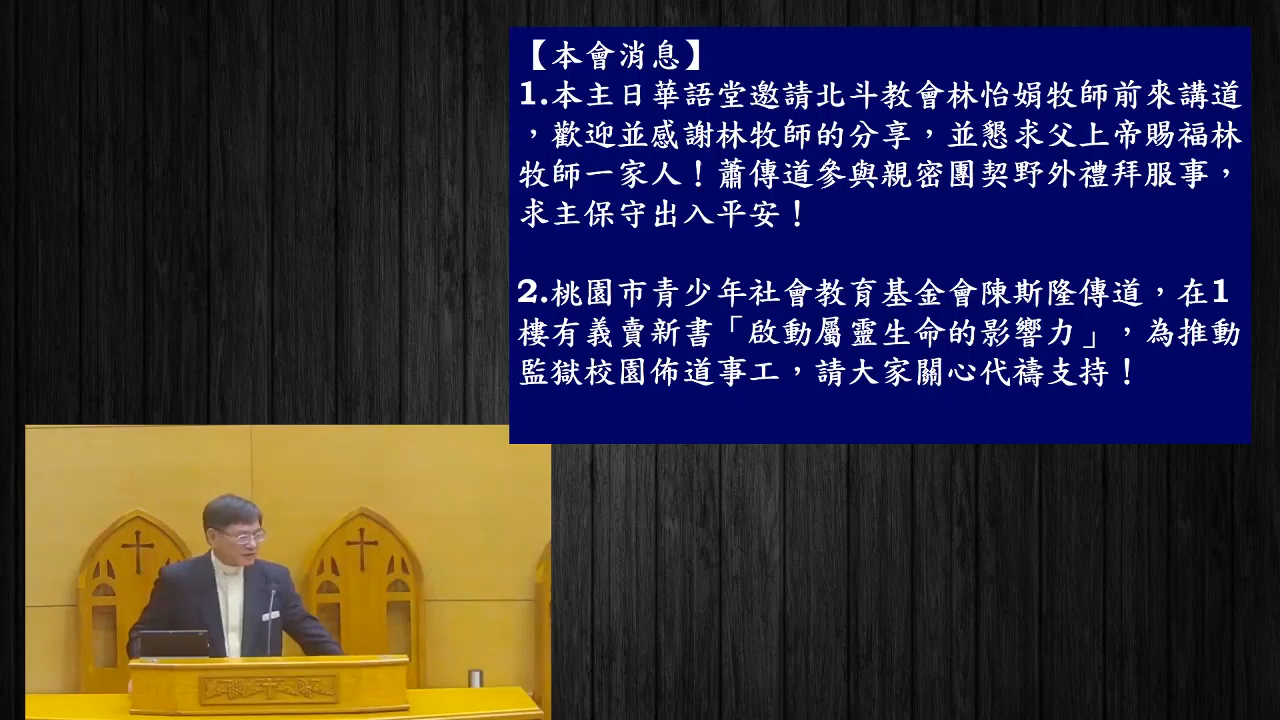 【本會消息】
1.本主日華語堂邀請北斗教會林怡娟牧師前來講道
，歡迎並感謝林牧師的分享，並懇求父上帝賜福林
牧師一家人！蕭傳道參與親密團契野外禮拜服事，
求主保守出入平安！
2.桃園市青少年社會教育基金會陳斯隆傳道，在1
樓有義賣新書「啟動屬靈生命的影響力」，為推動
監獄校園佈道事工，請大家關心代禱支持！